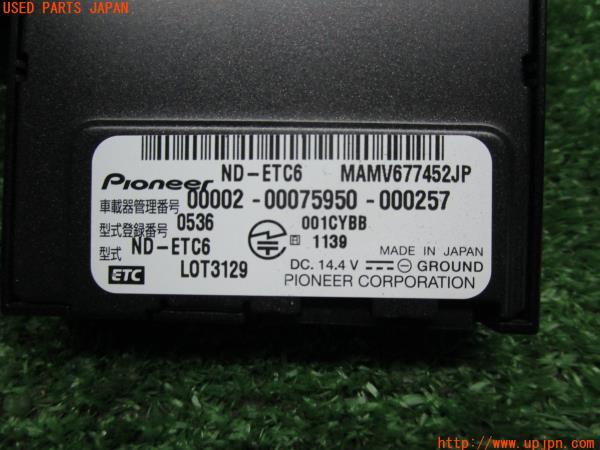 USED PARTS JAPAN.
Pioneer ND-ETC6 MAMV677452JP
車載器管理番号 00002-00075950-000257
型式登録番号 0536 001CYBB
型式 ND-ETC6 1139 MADE IN JAPAN
ETC LOT3129 DC. 14.4 V GROUND
PIONEER CORPORATION
http://www.upjpn.com/